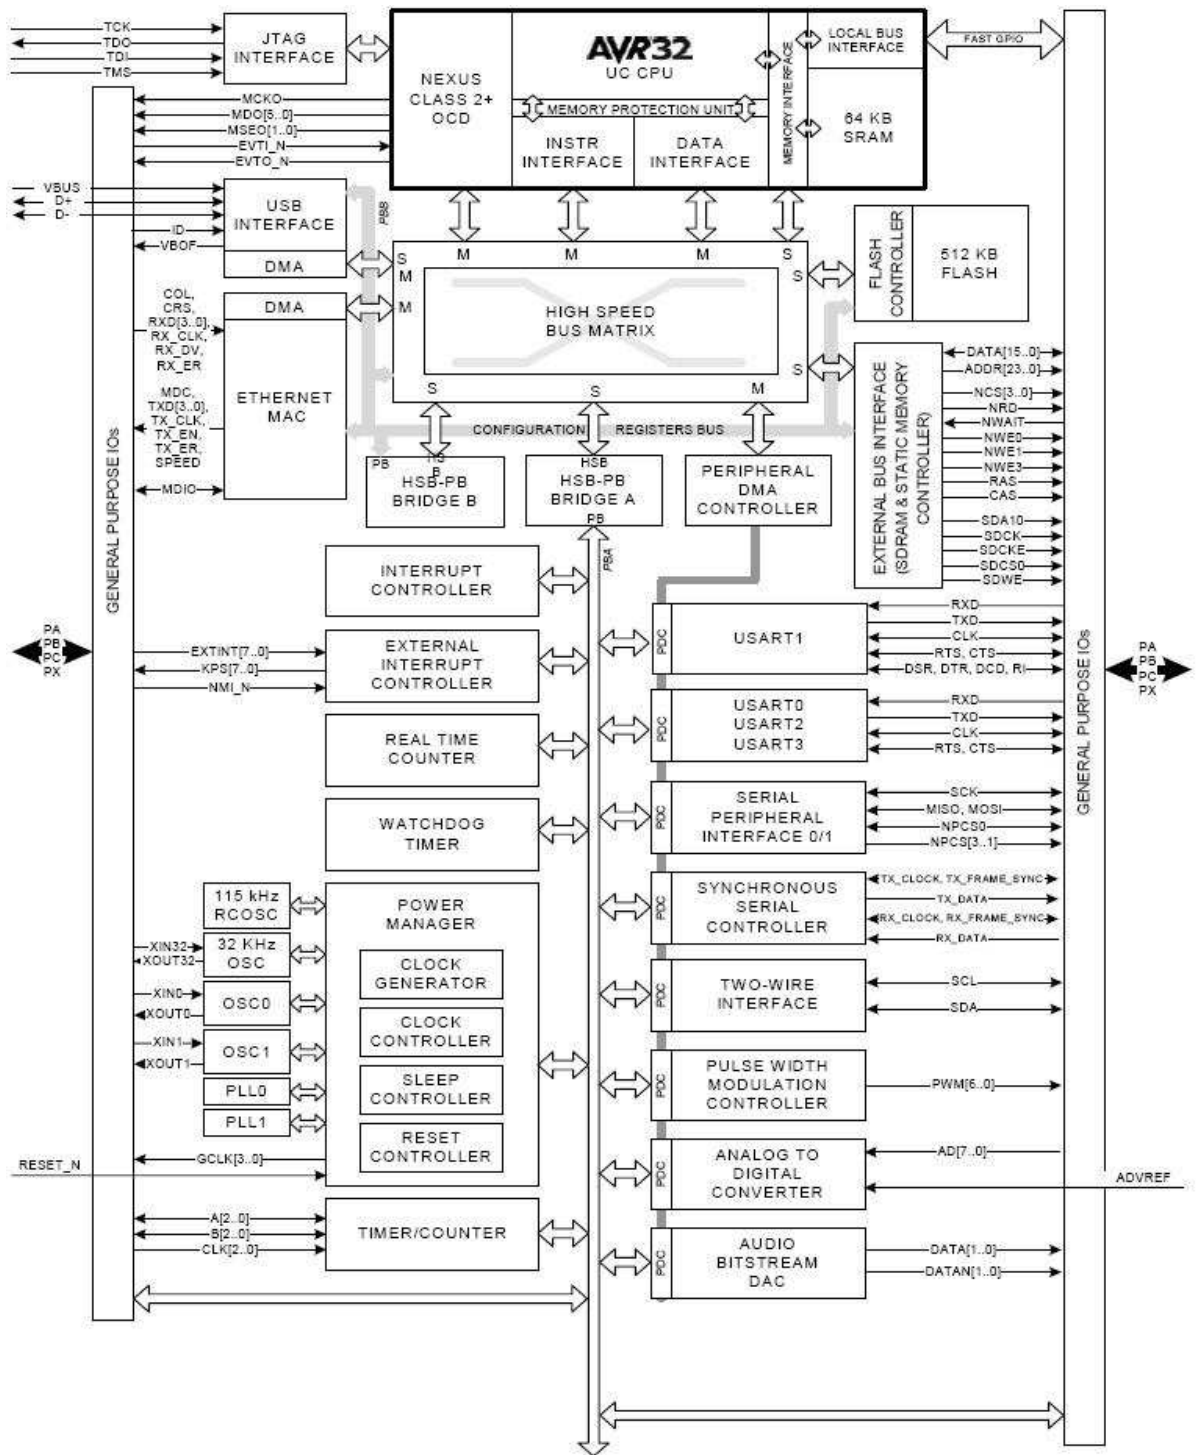 TCK
TDO
TDI
TMS
JTAG
INTERFACE
NEXUS
CLASS 2+
OCD
AVR32
UC CPU
MEMORY PROTECTION UNIT
INSTR
INTERFACE
DATA
INTERFACE
MEMORY INTERFACE
LOCAL BUS
INTERFACE
64 KB
SRAM
FAST GPIO
MCKO
MDO[5..0]
MSEO[1..0]
EVTI_N
EVTO_N
VBUS
D+
D-
ID
VBOF
USB
INTERFACE
DMA
PBB
S
M
M
M
M
M
S
S
S
S
S
M
HIGH SPEED
BUS MATRIX
FLASH
CONTROLLER
512 KB
FLASH
COL,
CRS,
RXD[3..0],
RX_CLK,
RX_DV,
RX_ER
MDC,
TXD[3..0],
TX_CLK,
TX_EN,
TX_ER,
SPEED
MDIO
DMA
ETHERNET
MAC
CONFIGURATION REGISTERS BUS
PB
HS
B
HSB-PB
BRIDGE B
HSB
HSB-PB
BRIDGE A
PB
PBA
PERIPHERAL
DMA
CONTROLLER
EXTERNAL BUS INTERFACE
(SDRAM & STATIC MEMORY
CONTROLLER)
DATA[15..0]
ADDR[23..0]
NCS[3..0]
NRD
NWAIT
NWE0
NWE1
NWE3
RAS
CAS
SDA10
SDCK
SDCKE
SDCS0
SDWE
GENERAL PURPOSE IOs
GENERAL PURPOSE IOs
PA
PB
PC
PX
PA
PB
PC
PX
INTERRUPT
CONTROLLER
EXTINT[7..0]
KPS[7..0]
NMI_N
EXTERNAL
INTERRUPT
CONTROLLER
REAL TIME
COUNTER
WATCHDOG
TIMER
115 kHz
RCOSC
XIN32
XOUT32
32 KHz
OSC
XIN0
XOUT0
OSC0
XIN1
XOUT1
OSC1
PLL0
PLL1
GCLK[3..0]
RESET_N
POWER
MANAGER
CLOCK
GENERATOR
CLOCK
CONTROLLER
SLEEP
CONTROLLER
RESET
CONTROLLER
A[2..0]
B[2..0]
CLK[2..0]
TIMER/COUNTER
PDC
USART1
RXD
TXD
CLK
RTS, CTS
DSR, DTR, DCD, RI
PDC
USART0
USART2
USART3
RXD
TXD
CLK
RTS, CTS
PDC
SERIAL
PERIPHERAL
INTERFACE 0/1
SCK
MISO, MOSI
NPCS0
NPCS[3..1]
PDC
SYNCHRONOUS
SERIAL
CONTROLLER
TX_CLOCK, TX_FRAME_SYNC
TX_DATA
RX_CLOCK, RX_FRAME_SYNC
RX_DATA
PDC
TWO-WIRE
INTERFACE
SCL
SDA
PDC
PULSE WIDTH
MODULATION
CONTROLLER
PWM[6..0]
PDC
ANALOG TO
DIGITAL
CONVERTER
AD[7..0]
ADVREF
PDC
AUDIO
BITSTREAM
DAC
DATA[1..0]
DATAN[1..0]